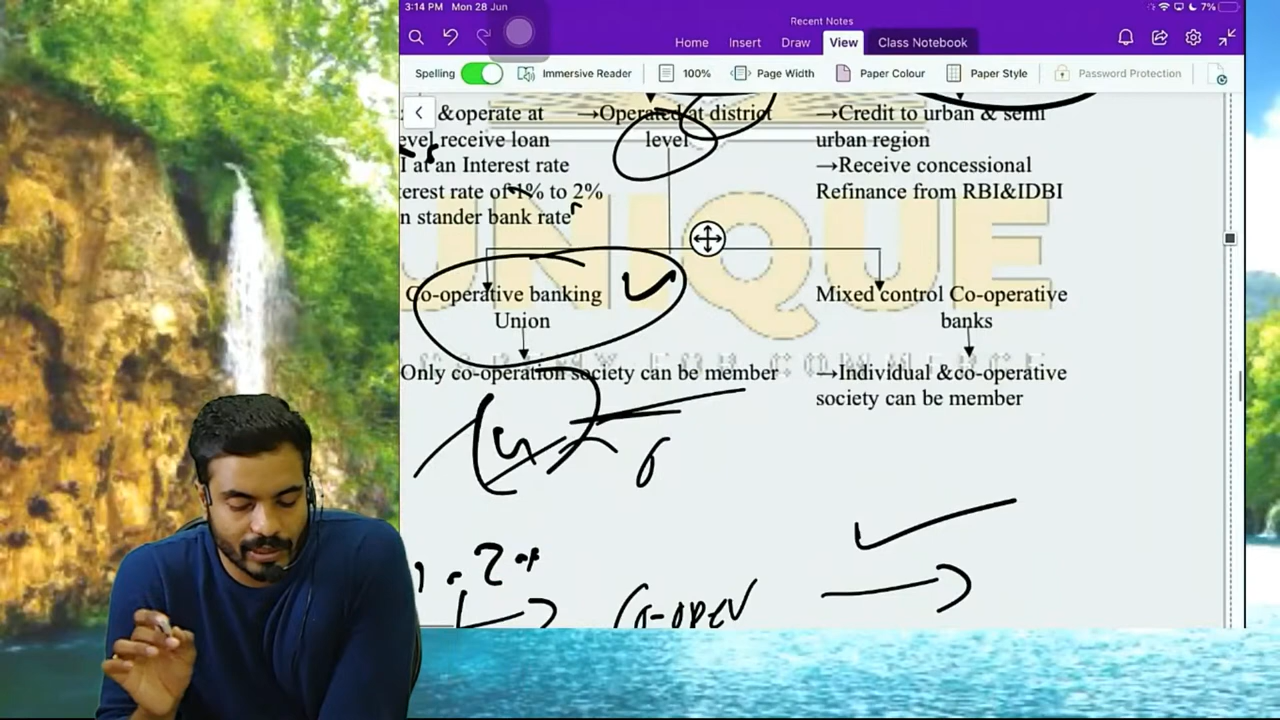 3:14 PM Mon 28 Jun
7%
Recent Notes
Home Insert Draw View Class Notebook
Spelling Immersive Reader 100% Page Width Paper Colour Paper Style Password Protection
&operate at
receive loan
I at an Interest rate
erest rate of 1% to 2%
n stander bank rate
→Operated at district
level
→Credit to urban & semi
urban region
→Receive concessional
Refinance from RBI&IDBI
UNIQUE
Co-operative banking
Union
Only co-operation society can be member
Mixed control Co-operative
banks
→Individual &co-operative
society can be member